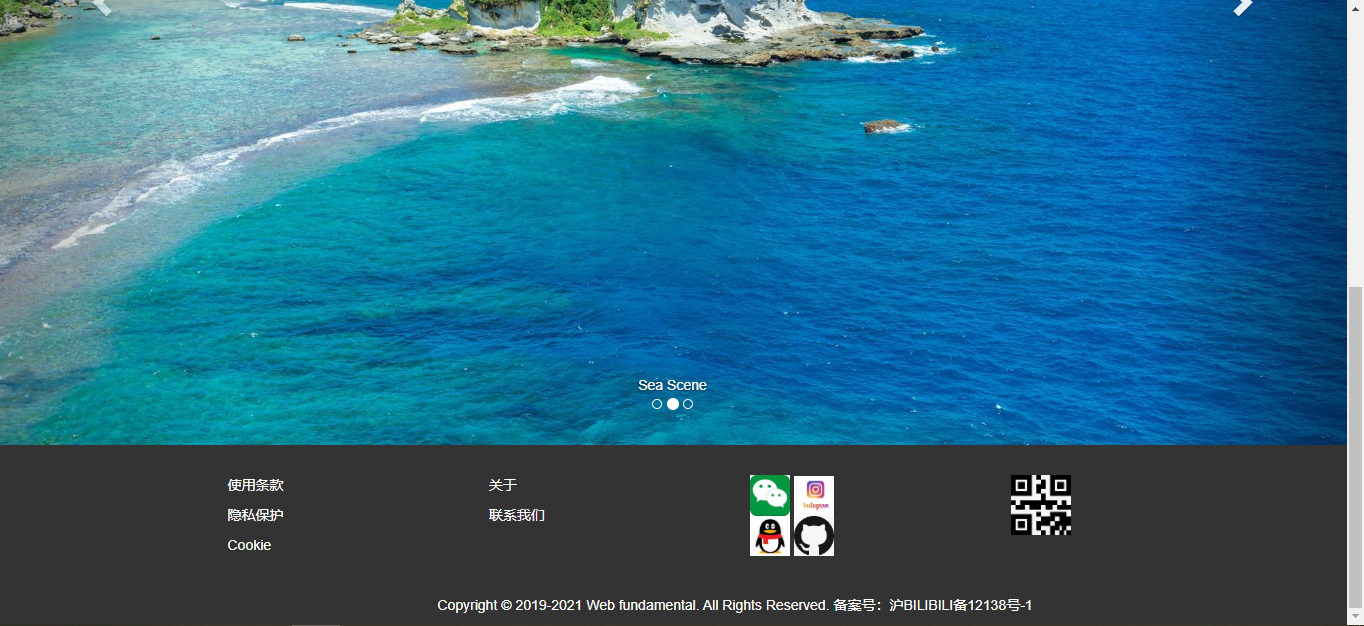 Sea Scene
使用条款
隐私保护
Cookie
关于
联系我们
Instagram
Copyright © 2019-2021 Web fundamental. All Rights Reserved. 备案号：沪BILIBILI备12138号-1